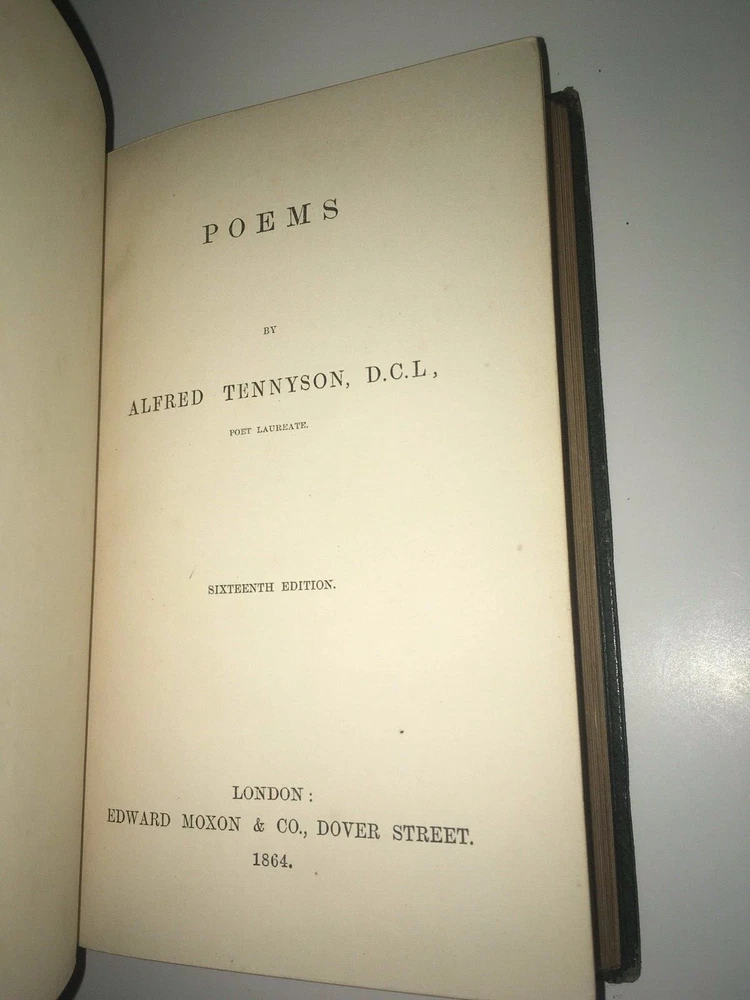 POEMS
BY
ALFRED TENNYSON, D.C.L,
POET LAUREATE.
SIXTEENTH EDITION.
LONDON:
EDWARD MOXON & CO., DOVER STREET.
1864.